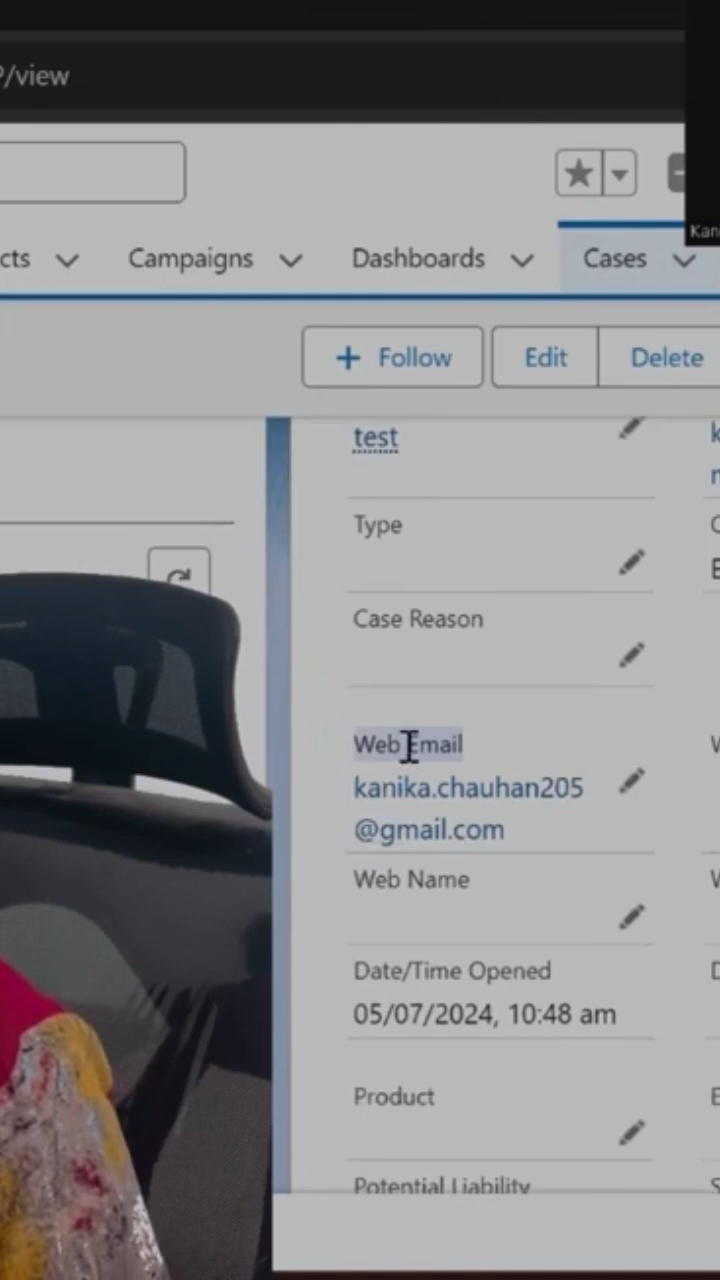 /view
Kan
cts Campaigns Dashboards Cases
+ Follow Edit Delete
test
Type
Case Reason
Web Email
kanika.chauhan205
@gmail.com
Web Name
Date/Time Opened
05/07/2024, 10:48 am
Product
Potential Liability